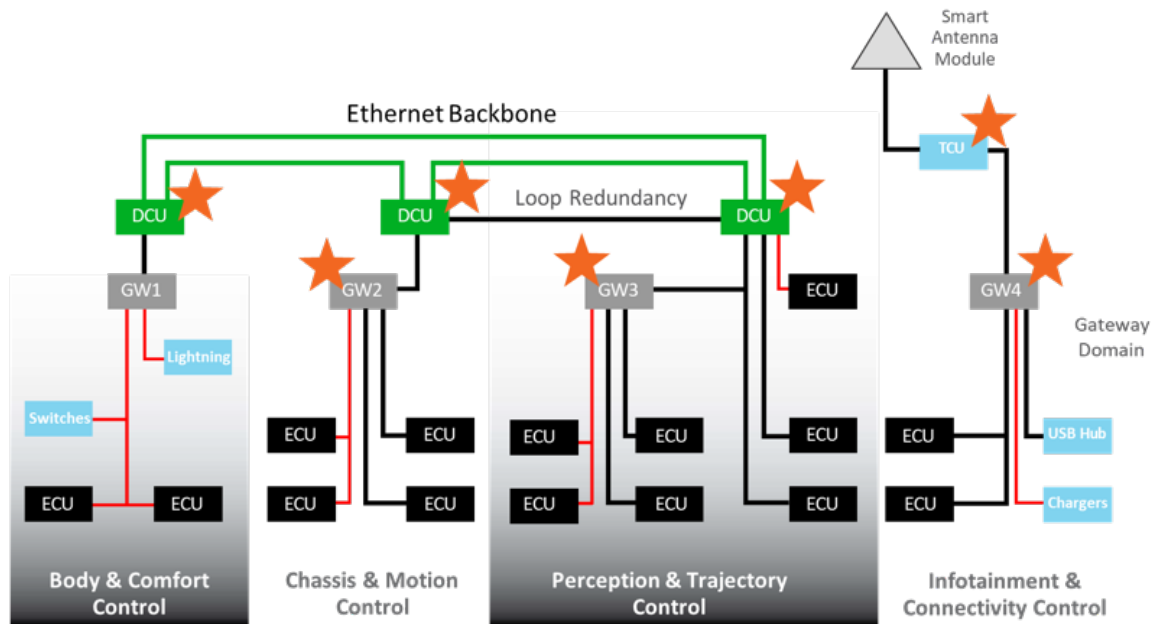 Smart
Antenna
Module
Ethernet Backbone
TCU
Loop Redundancy
DCU
DCU
DCU
GW1
GW2
GW3
ECU
GW4
Gateway
Domain
Lightning
Switches
ECU
ECU
ECU
ECU
ECU
ECU
USB Hub
ECU
ECU
ECU
ECU
ECU
ECU
ECU
ECU
Chargers
Body & Comfort
Control
Chassis & Motion
Control
Perception & Trajectory
Control
Infotainment &
Connectivity Control